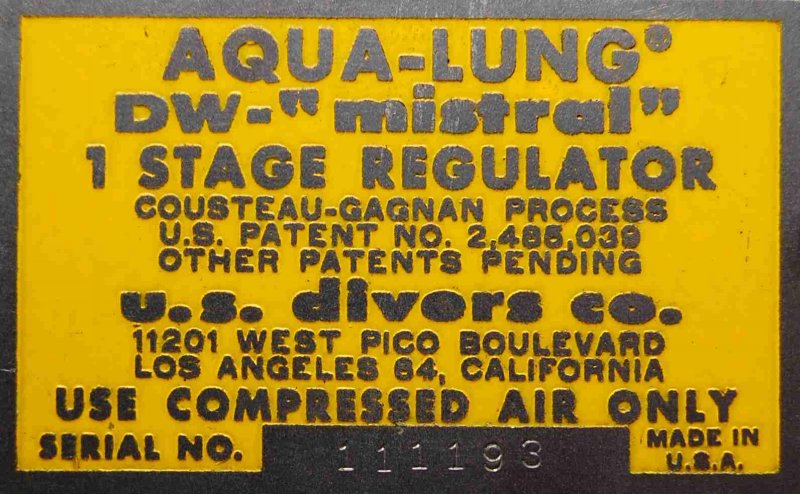 AQUA-LUNG®
DW-"mistral"
1 STAGE REGULATOR
COUSTEAU-GAGNAN PROCESS
U.S. PATENT NO. 2,485,039
OTHER PATENTS PENDING
u.s. divers co.
11201 WEST PICO BOULEVARD
LOS ANGELES 64, CALIFORNIA
USE COMPRESSED AIR ONLY
SERIAL NO. 111193 MADE IN
U.S.A.